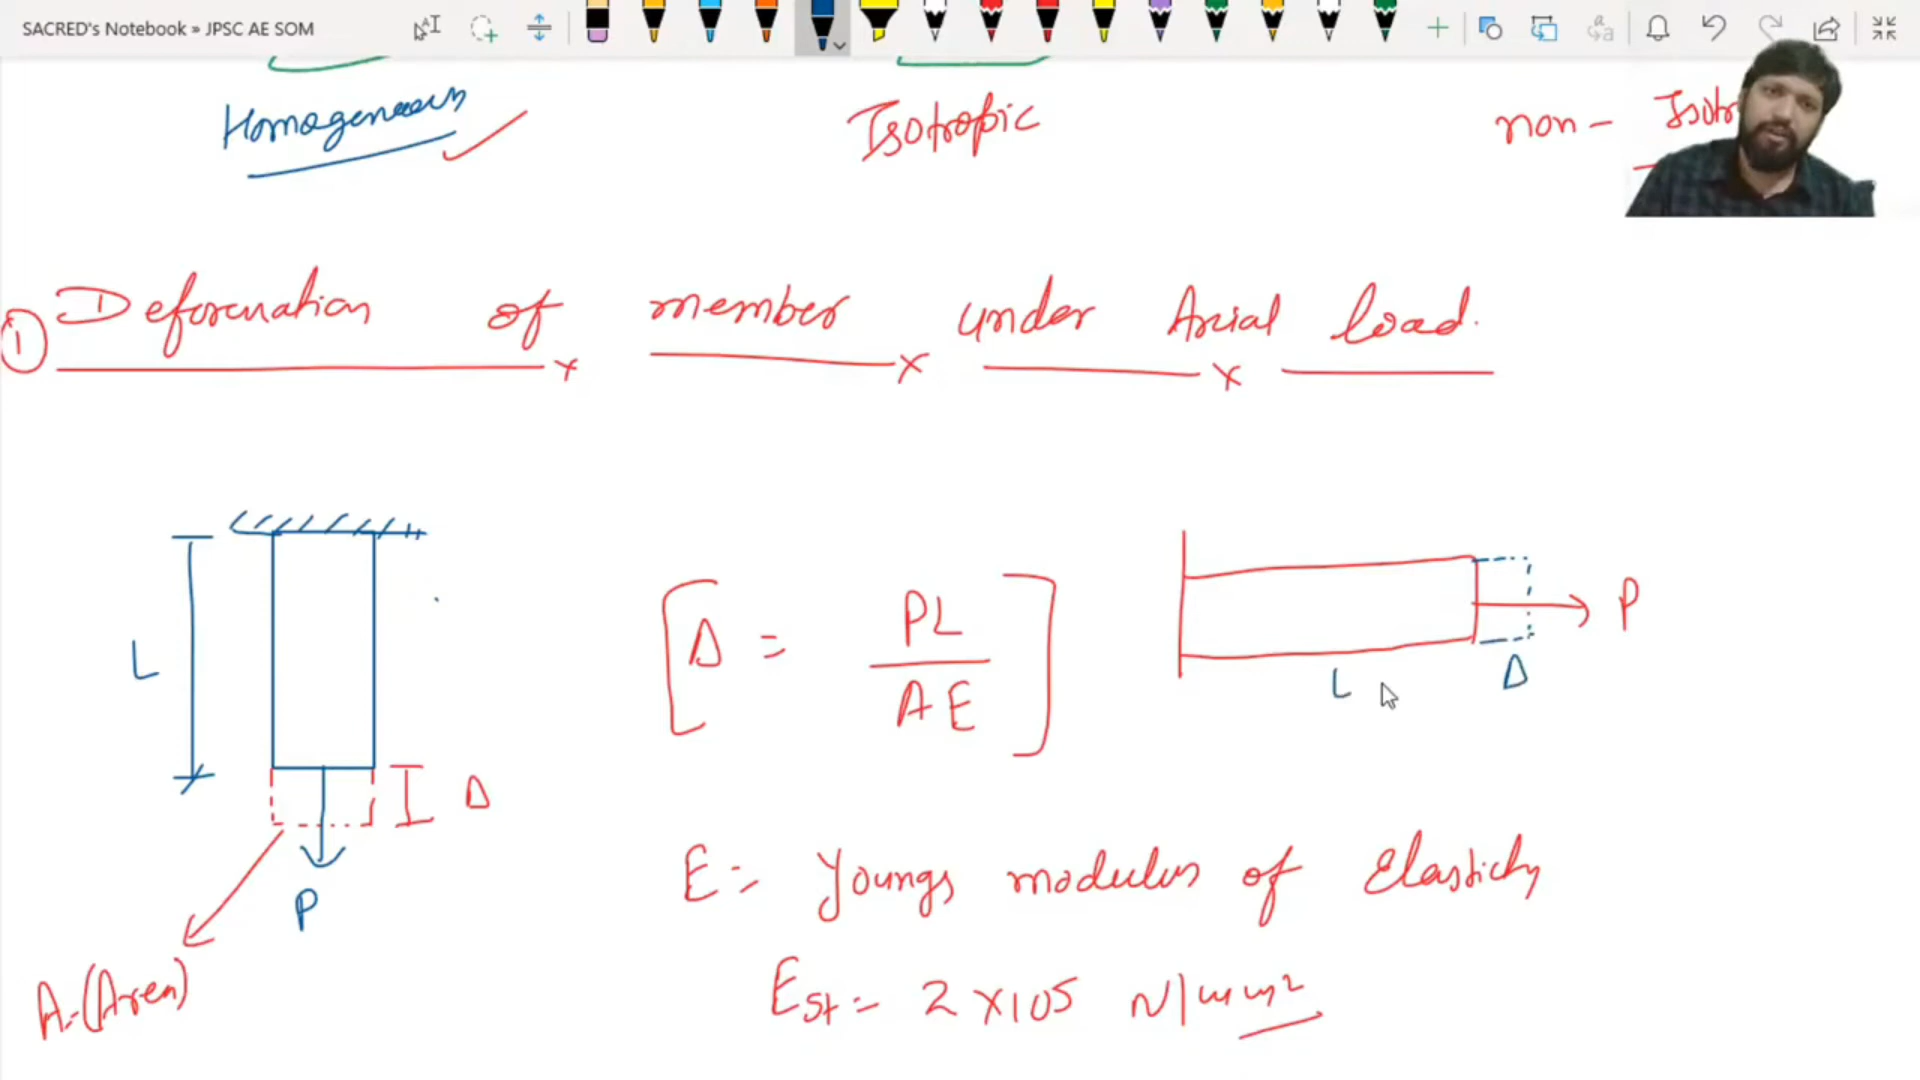 SACRED's Notebook » JPSC AE SOM
Homogeneous
Isotropic
non - Isotr
① Deformation of member under Axial load.
L
Δ
P
A-(Area)
Δ = PL
AE
P
L
Δ
E = Youngs modulus of Elasticity
Est = 2 x 10⁵ N/mm²